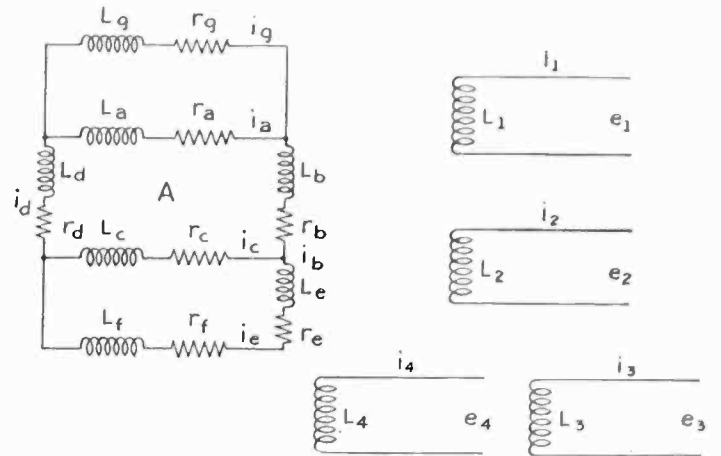 Lg rg ig
La ra ia
Ld Lb
A
id rd Lc rc ic rb
ib
Le
Lf rf ie re
i1
L1 e1
i2
L2 e2
i4
L4 e4
i3
L3 e3